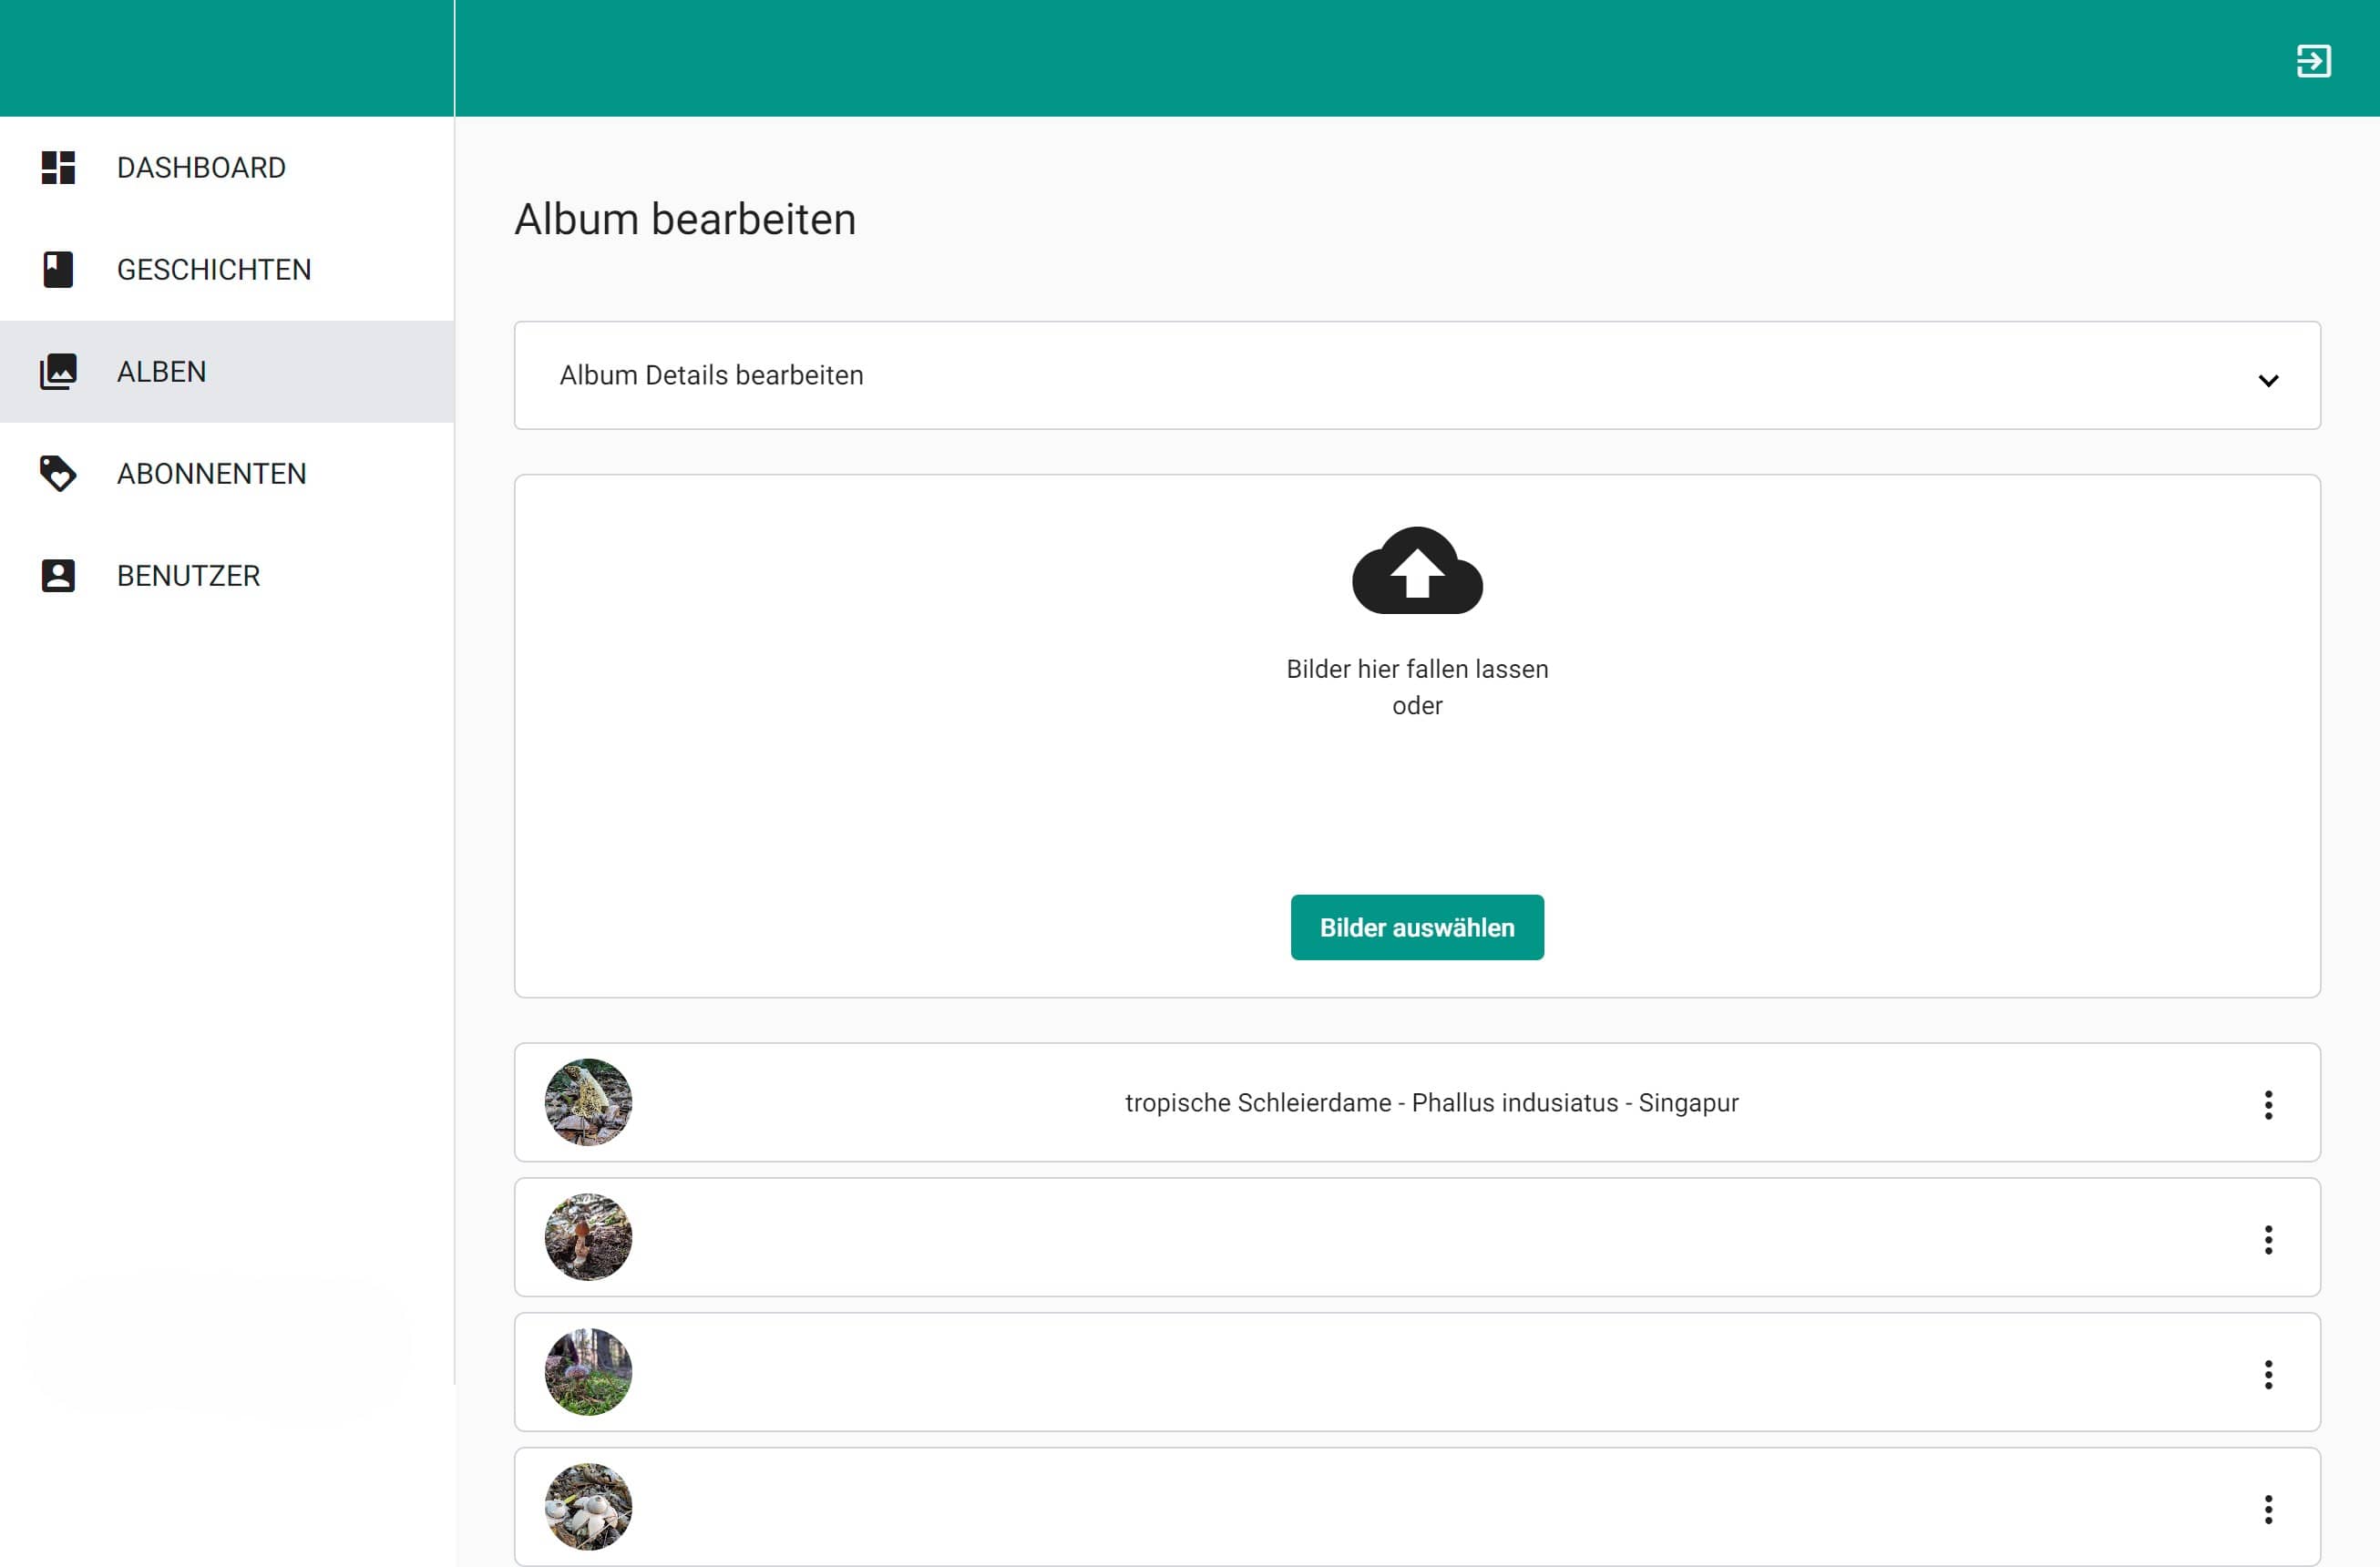 DASHBOARD
GESCHICHTEN
ALBEN
ABONNENTEN
BENUTZER
Album bearbeiten
Album Details bearbeiten
Bilder hier fallen lassen
oder
Bilder auswählen
tropische Schleierdame - Phallus indusiatus - Singapur